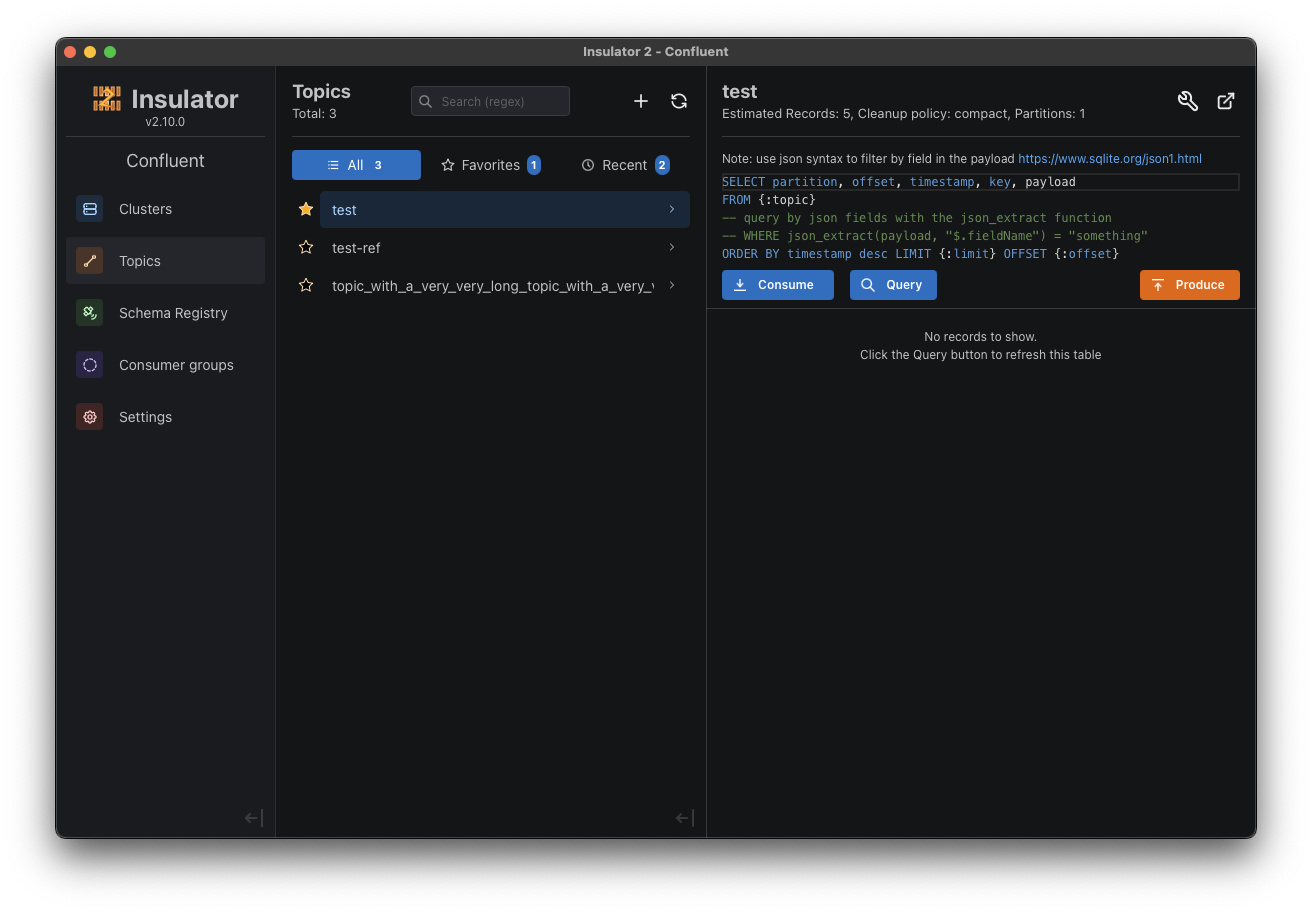 Insulator 2 - Confluent
2 Insulator
v2.10.0
Confluent
Clusters
Topics
Schema Registry
Consumer groups
Settings
Topics
Total: 3
Search (regex)
All 3
Favorites 1
Recent 2
test
test-ref
topic_with_a_very_very_long_topic_with_a_very_
test
Estimated Records: 5, Cleanup policy: compact, Partitions: 1
Note: use json syntax to filter by field in the payload https://www.sqlite.org/json1.html
SELECT partition, offset, timestamp, key, payload
FROM {:topic}
-- query by json fields with the json_extract function
-- WHERE json_extract(payload, "$.fieldName") = "something"
ORDER BY timestamp desc LIMIT {:limit} OFFSET {:offset}
Consume
Query
Produce
No records to show.
Click the Query button to refresh this table